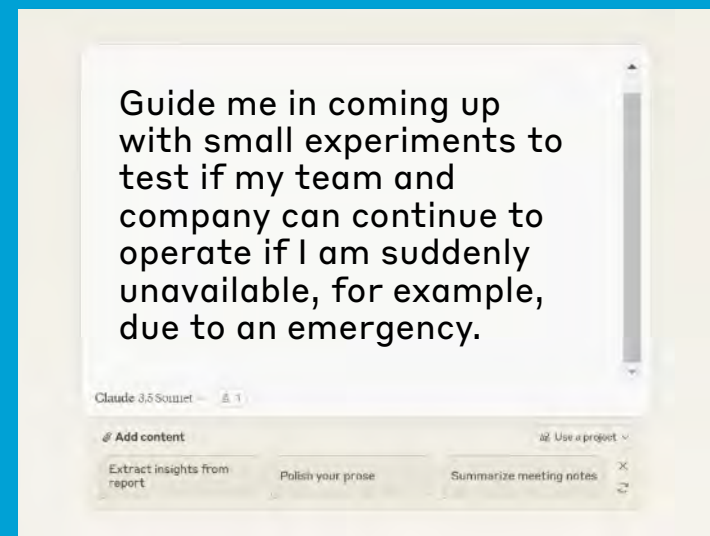 Guide me in coming up
with small experiments to
test if my team and
company can continue to
operate if I am suddenly
unavailable, for example,
due to an emergency.
Claude 3.5 Sonnet
1
Add content
Use a project
Extract insights from
report
Polish your prose
Summarize meeting notes